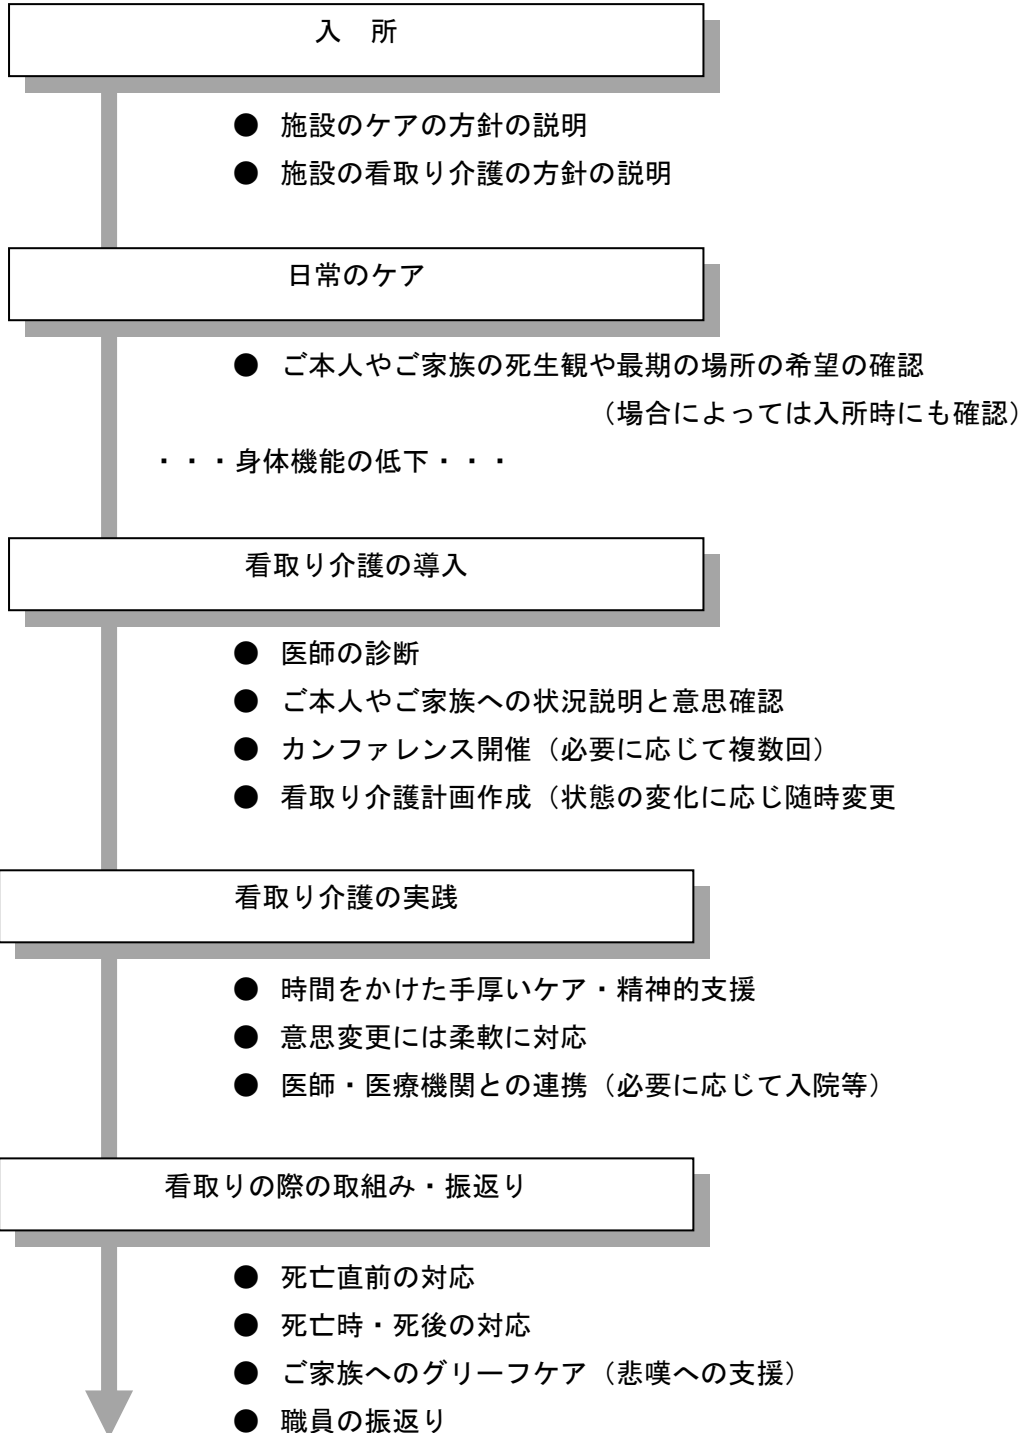 入　所
● 施設のケアの方針の説明
● 施設の看取り介護の方針の説明
日常のケア
● ご本人やご家族の死生観や最期の場所の希望の確認
（場合によっては入所時にも確認）
・・・身体機能の低下・・・
看取り介護の導入
● 医師の診断
● ご本人やご家族への状況説明と意思確認
● カンファレンス開催（必要に応じて複数回）
● 看取り介護計画作成（状態の変化に応じ随時変更
看取り介護の実践
● 時間をかけた手厚いケア・精神的支援
● 意思変更には柔軟に対応
● 医師・医療機関との連携（必要に応じて入院等）
看取りの際の取組み・振返り
● 死亡直前の対応
● 死亡時・死後の対応
● ご家族へのグリーフケア（悲嘆への支援）
● 職員の振返り